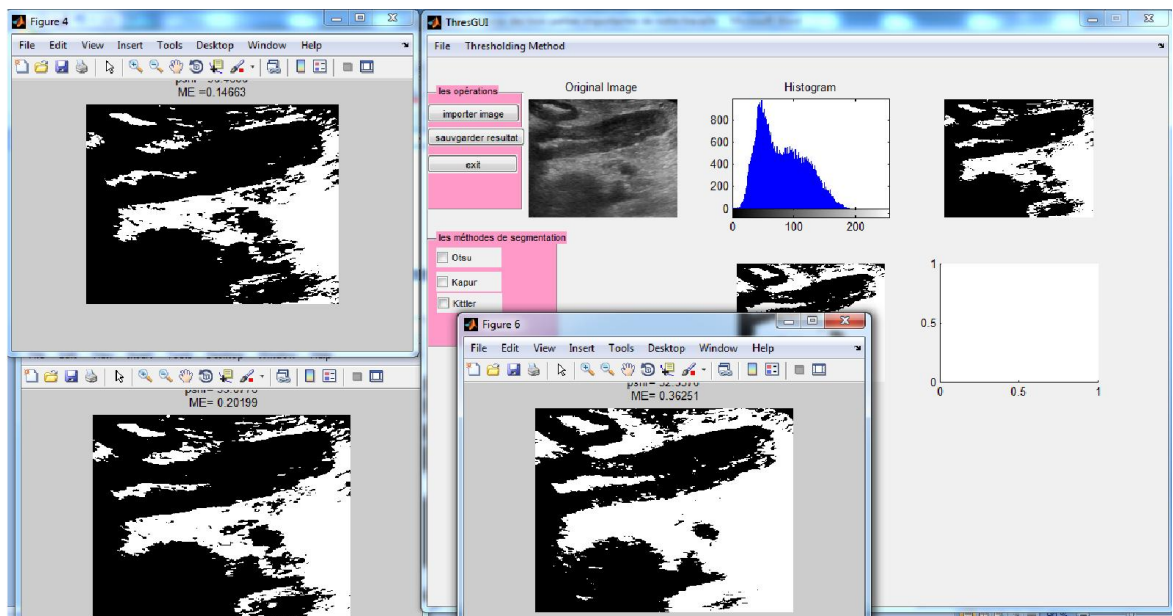 Figure 4
File Edit View Insert Tools Desktop Window Help
ME =0.14663
ME= 0.20199
ThresGUI
File Thresholding Method
les opérations
importer image
sauvgarder resultat
exit
Original Image
Histogram
800
600
400
200
0
0 100 200
les méthodes de segmentation
Otsu
Kapur
Kittler
1
0.5
0
0 0.5 1
Figure 6
File Edit View Insert Tools Desktop Window Help
ME= 0.36251